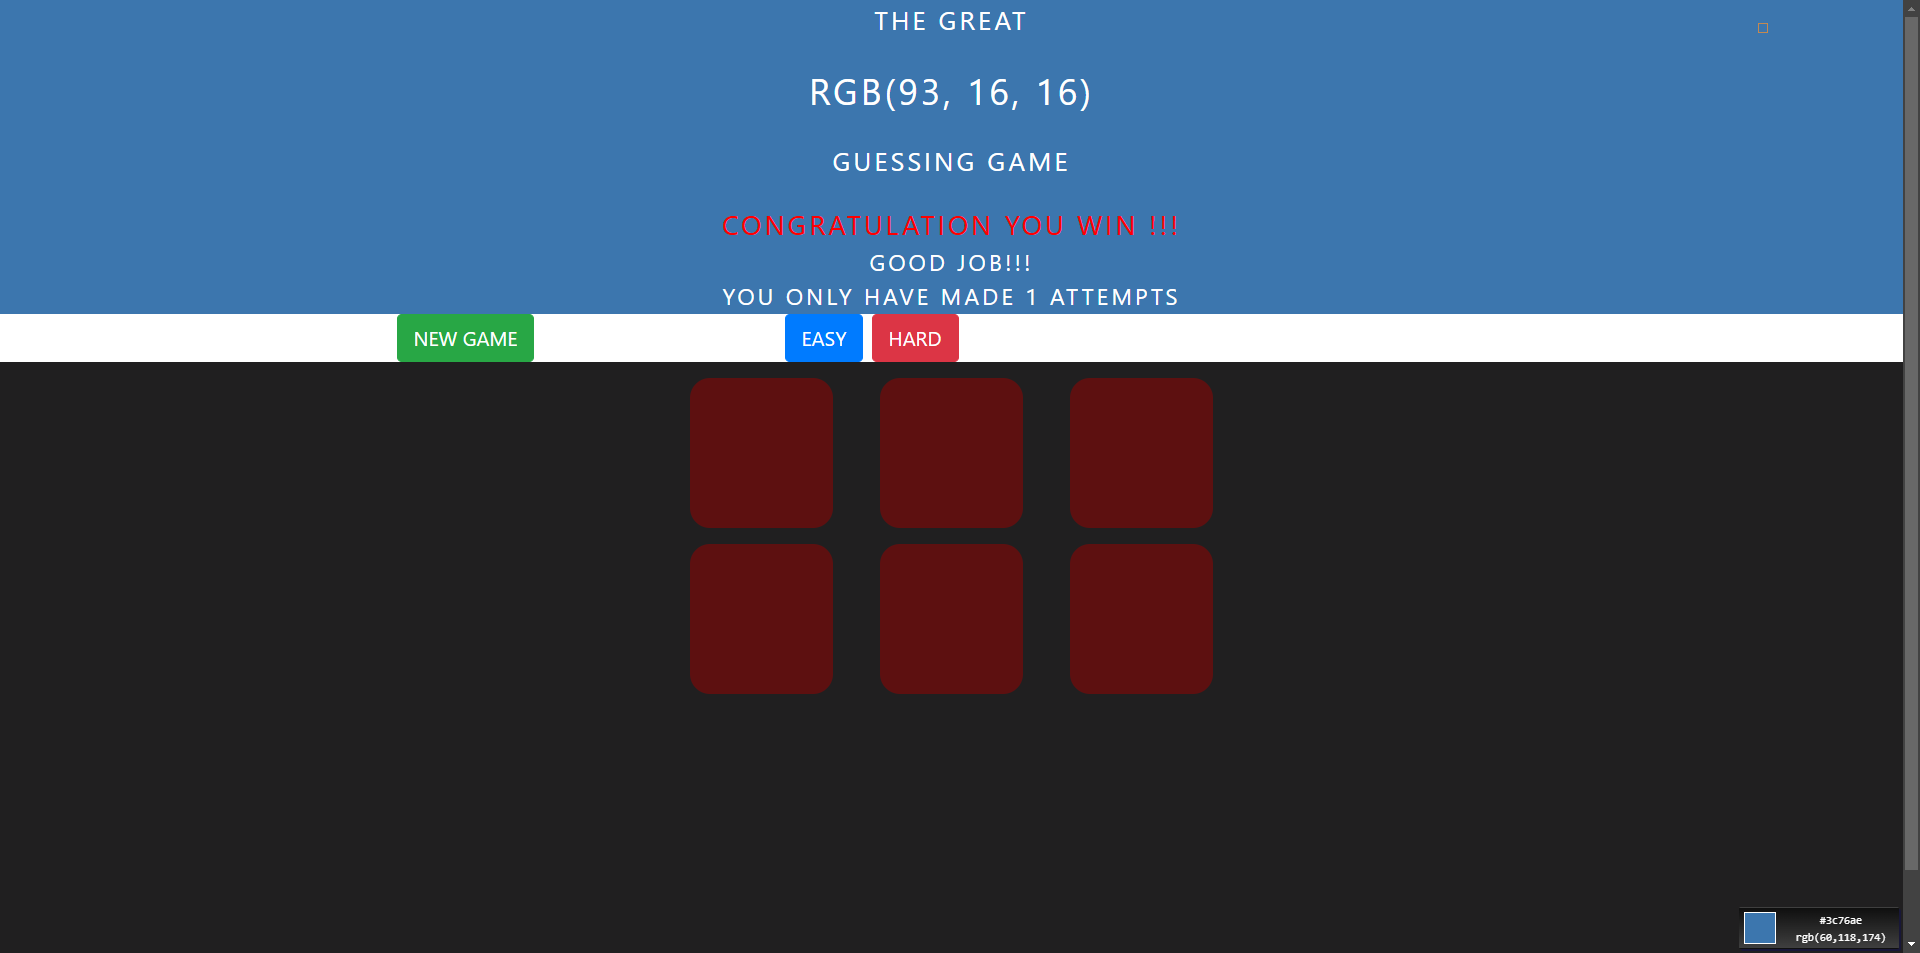 THE GREAT
RGB(93, 16, 16)
GUESSING GAME
CONGRATULATION YOU WIN !!!
GOOD JOB!!!
YOU ONLY HAVE MADE 1 ATTEMPTS
NEW GAME EASY HARD
#3c76ae
rgb(60,118,174)